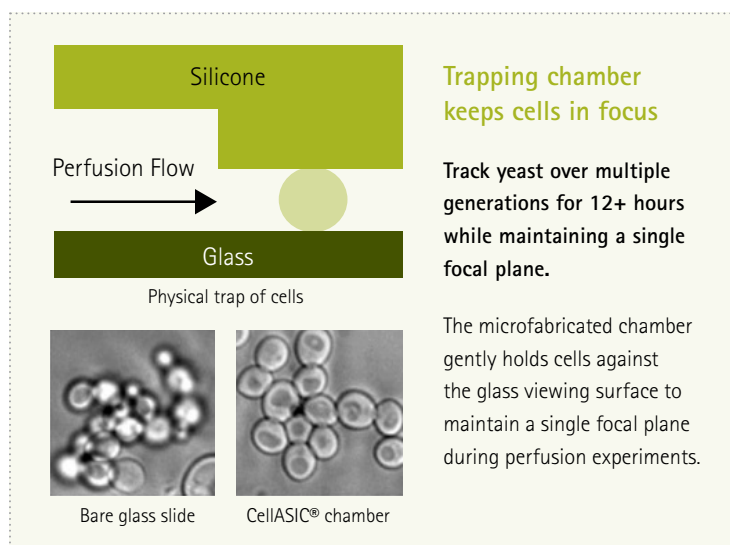 Silicone
Perfusion Flow
Glass
Physical trap of cells
Bare glass slide
CellASIC® chamber
Trapping chamber
keeps cells in focus
Track yeast over multiple
generations for 12+ hours
while maintaining a single
focal plane.
The microfabricated chamber
gently holds cells against
the glass viewing surface to
maintain a single focal plane
during perfusion experiments.